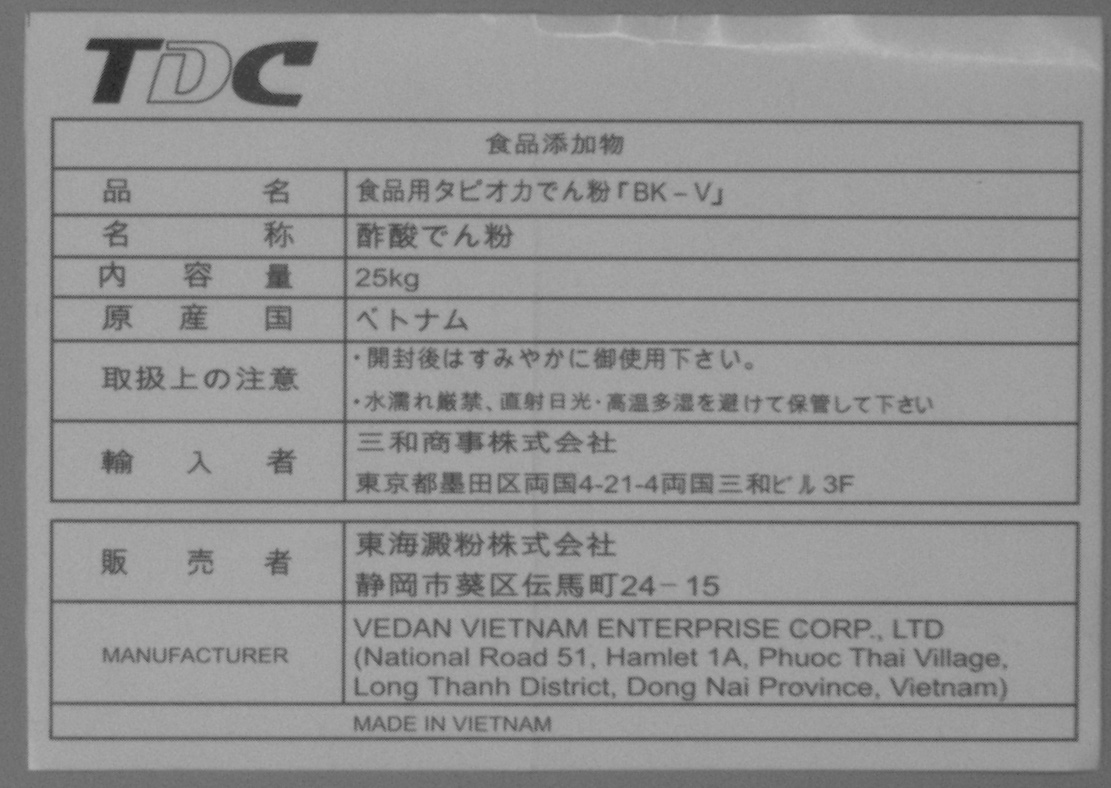 TDC
食品添加物
品名 食品用タピオカでん粉「BK-V」
名称 酢酸でん粉
内容量 25kg
原産国 ベトナム
取扱上の注意 ・開封後はすみやかに御使用下さい。
・水濡れ厳禁、直射日光・高温多湿を避けて保管して下さい
輸入者 三和商事株式会社
東京都墨田区両国4-21-4両国三和ビル3F
販売者 東海澱粉株式会社
静岡市葵区伝馬町24-15
MANUFACTURER VEDAN VIETNAM ENTERPRISE CORP., LTD
(National Road 51, Hamlet 1A, Phuoc Thai Village,
Long Thanh District, Dong Nai Province, Vietnam)
MADE IN VIETNAM